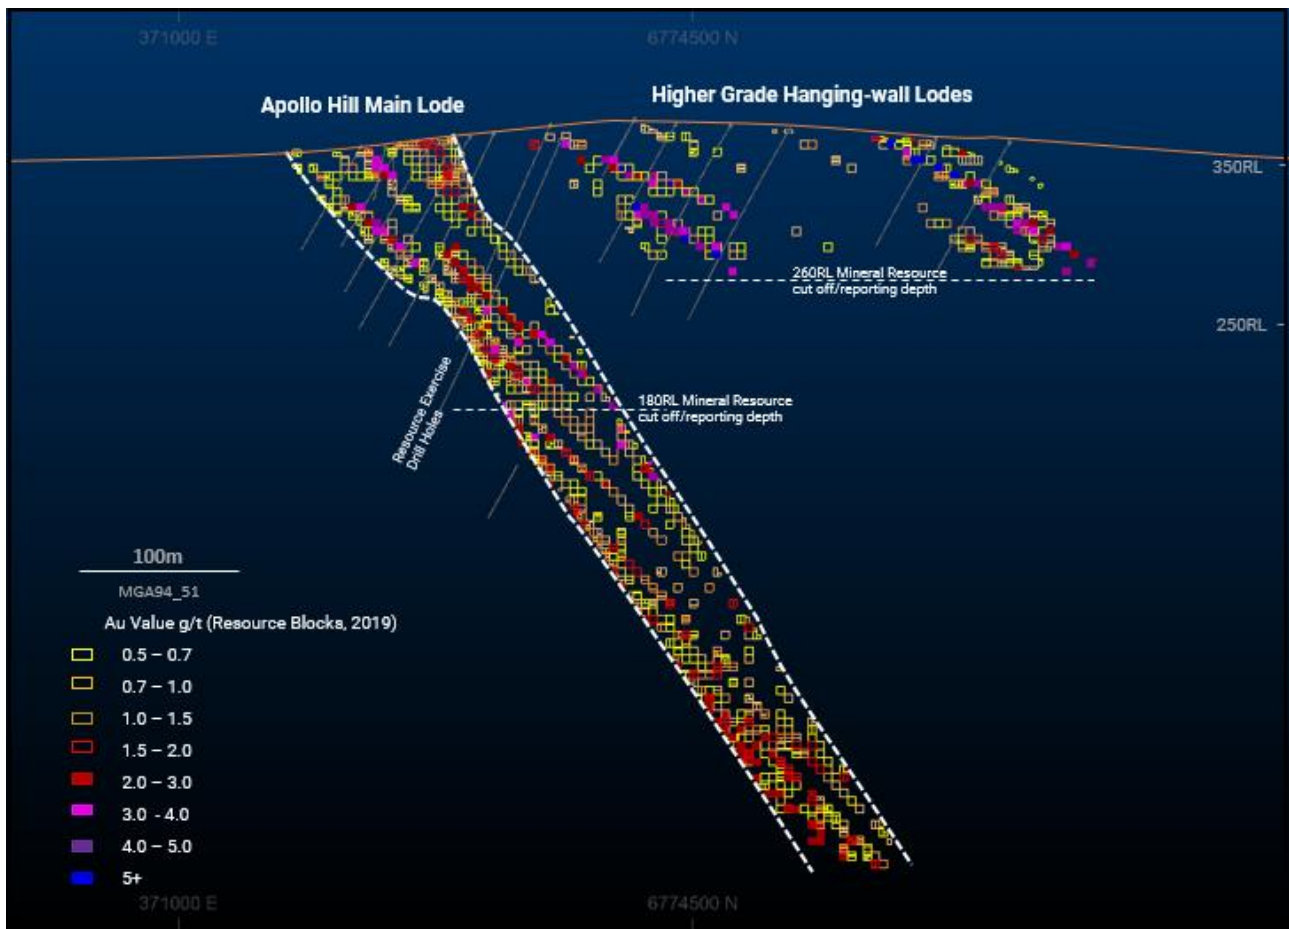 371000 E
6774500 N
Apollo Hill Main Lode
Higher Grade Hanging-wall Lodes
350RL
260RL Mineral Resource
cut off/reporting depth
250RL
Resource Exercise
Drill Holes
180RL Mineral Resource
cut off/reporting depth
100m
MGA94_51
Au Value g/t (Resource Blocks, 2019)
0.5 – 0.7
0.7 – 1.0
1.0 – 1.5
1.5 – 2.0
2.0 – 3.0
3.0 - 4.0
4.0 – 5.0
5+
371000 E
6774500 N